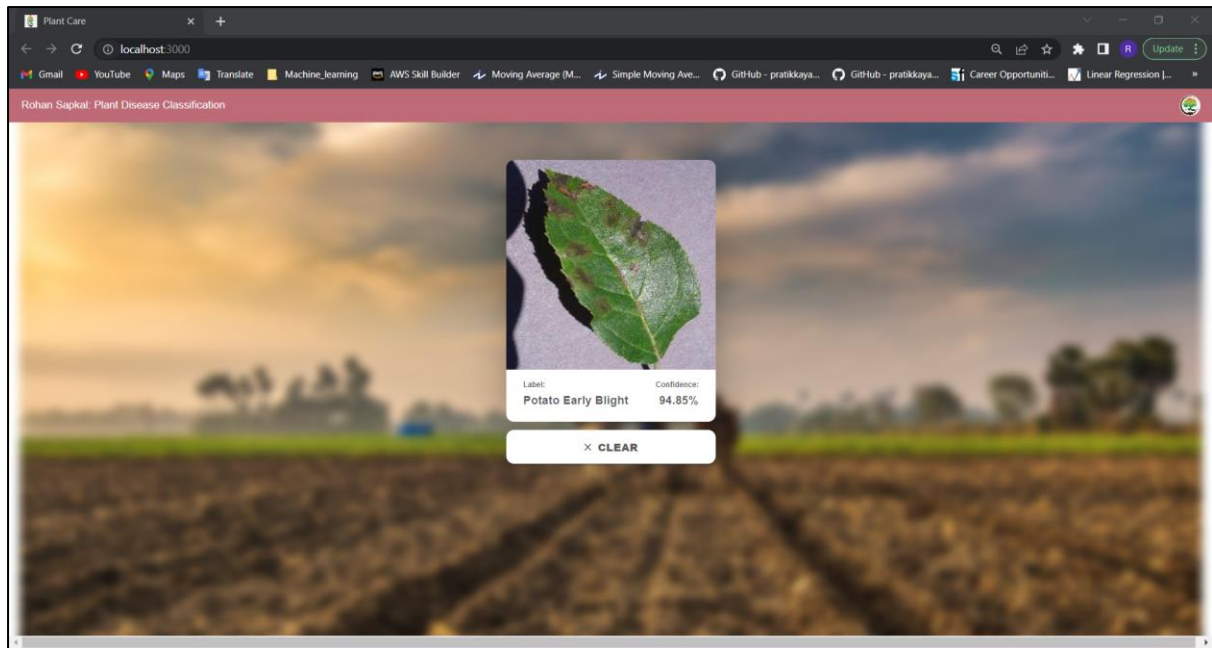 Plant Care
localhost:3000
Update
Gmail YouTube Maps Translate Machine_learning AWS Skill Builder Moving Average (M... Simple Moving Ave... GitHub - pratikkaya... GitHub - pratikkaya... Career Opportuniti... Linear Regression |... »
Rohan Sapkal: Plant Disease Classification
Label: Confidence:
Potato Early Blight 94.85%
× CLEAR